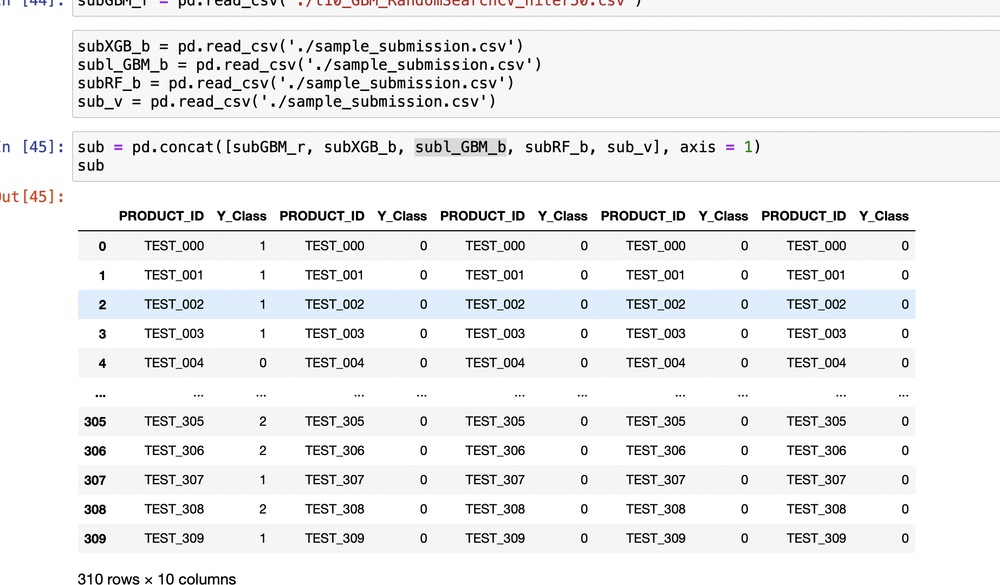 In [44]: subGBM_r = pd.read_csv('./t10_GBM_RandomSearchCV_niter50.csv')
subXGB_b = pd.read_csv('./sample_submission.csv')
subl_GBM_b = pd.read_csv('./sample_submission.csv')
subRF_b = pd.read_csv('./sample_submission.csv')
sub_v = pd.read_csv('./sample_submission.csv')
In [45]: sub = pd.concat([subGBM_r, subXGB_b, subl_GBM_b, subRF_b, sub_v], axis = 1)
sub
Out[45]:
PRODUCT_ID Y_Class PRODUCT_ID Y_Class PRODUCT_ID Y_Class PRODUCT_ID Y_Class PRODUCT_ID Y_Class
0 TEST_000 1 TEST_000 0 TEST_000 0 TEST_000 0 TEST_000 0
1 TEST_001 1 TEST_001 0 TEST_001 0 TEST_001 0 TEST_001 0
2 TEST_002 1 TEST_002 0 TEST_002 0 TEST_002 0 TEST_002 0
3 TEST_003 1 TEST_003 0 TEST_003 0 TEST_003 0 TEST_003 0
4 TEST_004 0 TEST_004 0 TEST_004 0 TEST_004 0 TEST_004 0
... ... ... ... ... ... ... ... ... ... ...
305 TEST_305 2 TEST_305 0 TEST_305 0 TEST_305 0 TEST_305 0
306 TEST_306 2 TEST_306 0 TEST_306 0 TEST_306 0 TEST_306 0
307 TEST_307 1 TEST_307 0 TEST_307 0 TEST_307 0 TEST_307 0
308 TEST_308 2 TEST_308 0 TEST_308 0 TEST_308 0 TEST_308 0
309 TEST_309 1 TEST_309 0 TEST_309 0 TEST_309 0 TEST_309 0
310 rows × 10 columns